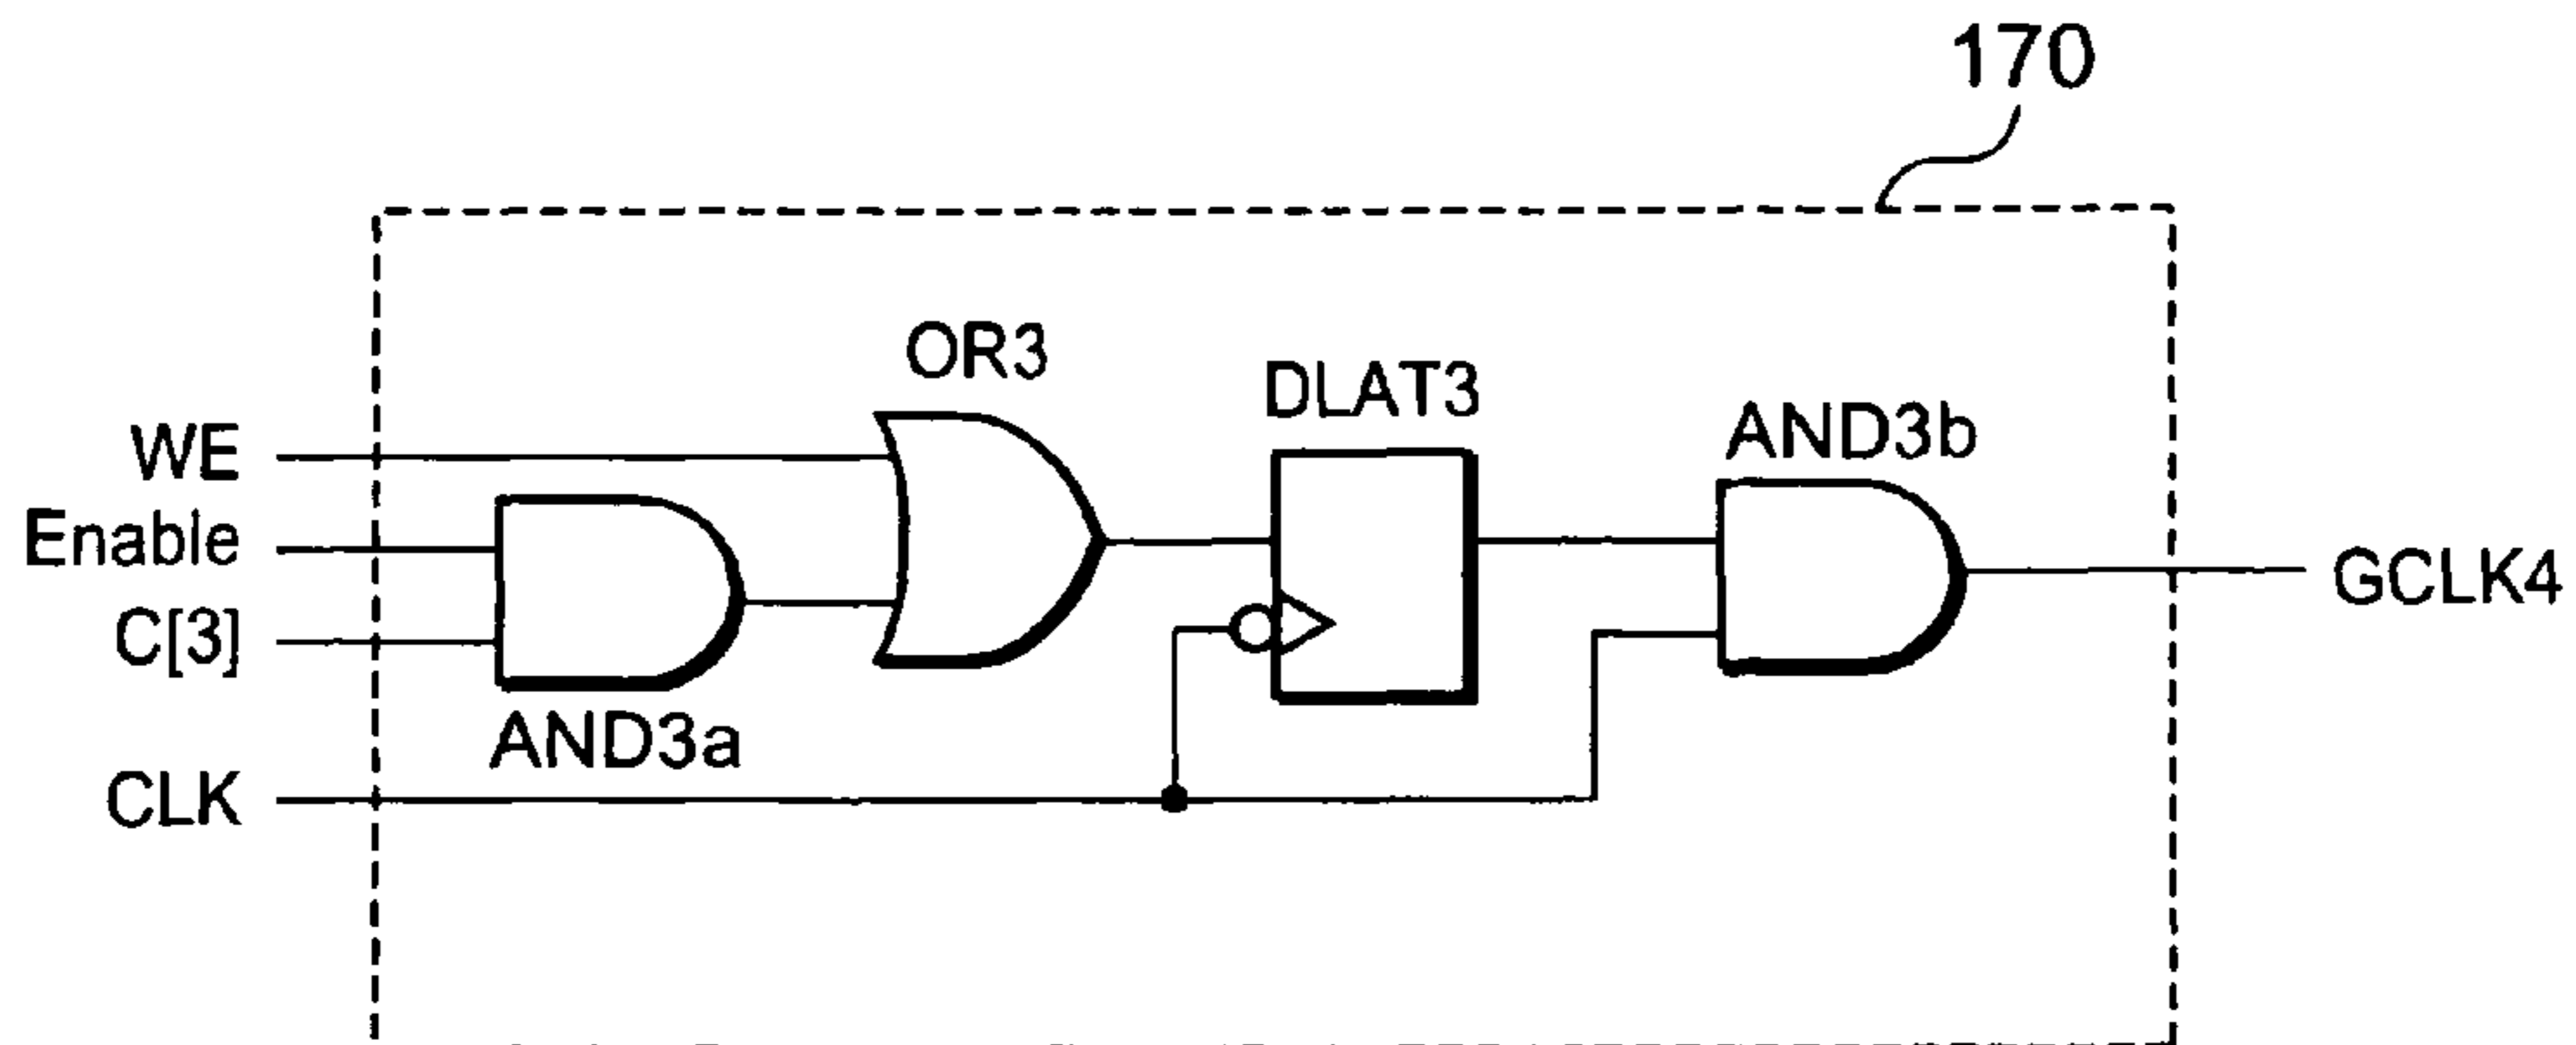 170
OR3
DLAT3
AND3b
WE
Enable
C[3]
AND3a
CLK
GCLK4